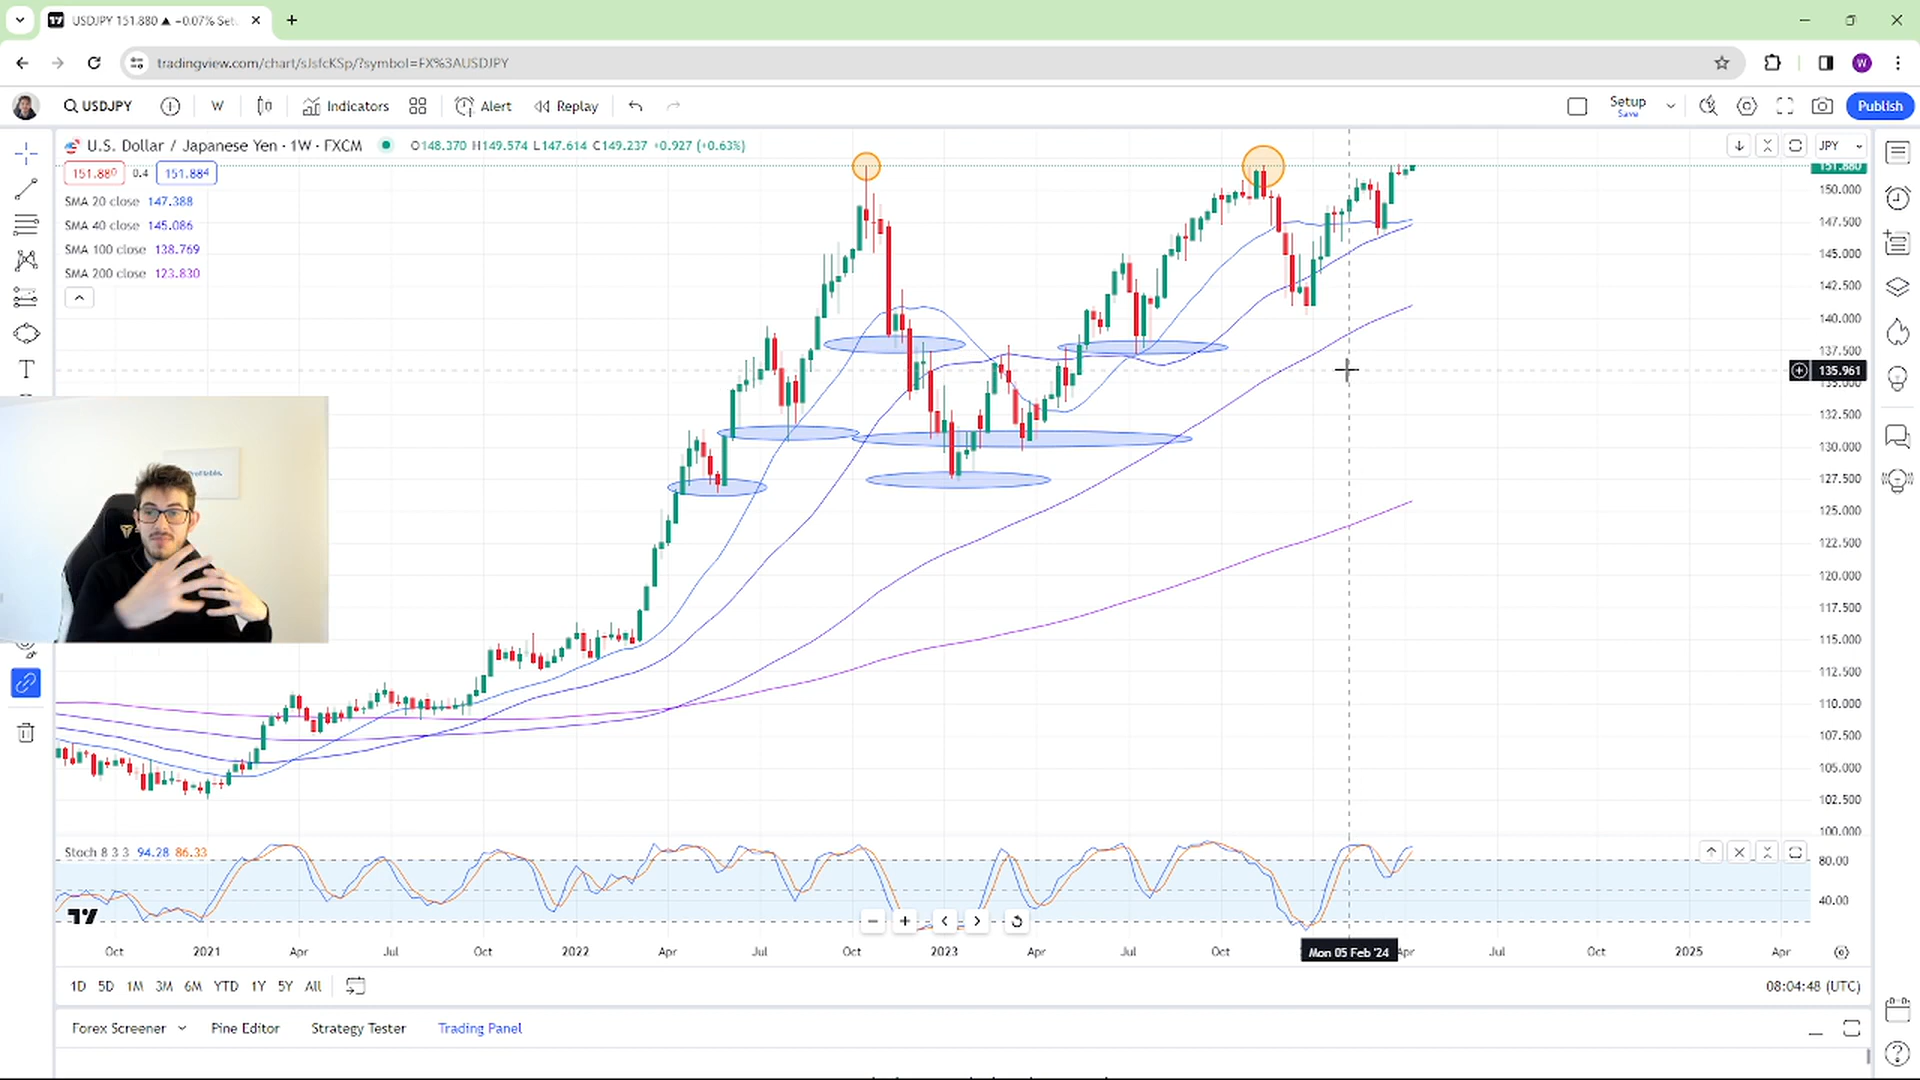 USDJPY 151.880 ▲ −0.07% Set
tradingview.com/chart/sJsfcKSp/?symbol=FX%3AUSDJPY
W
USDJPY
W
Indicators
Alert
Replay
Setup
Save
Publish
U.S. Dollar / Japanese Yen · 1W · FXCM
O148.370 H149.574 L147.614 C149.237 +0.927 (+0.63%)
JPY
151.880
0.4
151.884
151.880
SMA 20 close 147.388
SMA 40 close 145.086
SMA 100 close 138.769
SMA 200 close 123.830
150.000
147.500
145.000
142.500
140.000
137.500
135.961
135.000
132.500
130.000
127.500
125.000
122.500
120.000
117.500
115.000
112.500
110.000
107.500
105.000
102.500
100.000
Stoch 8 3 3 94.28 86.33
80.00
40.00
Oct 2021 Apr Jul Oct 2022 Apr Jul Oct 2023 Apr Jul Oct Mon 05 Feb '24 Apr Jul Oct 2025 Apr
1D 5D 1M 3M 6M YTD 1Y 5Y All
08:04:48 (UTC)
Forex Screener Pine Editor Strategy Tester Trading Panel